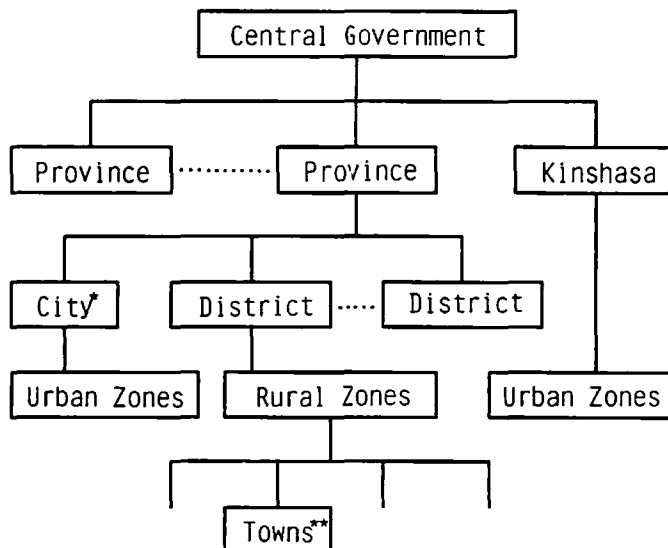 Central Government
Province ........... Province Kinshasa
City* District ..... District
Urban Zones Rural Zones Urban Zones
Towns**